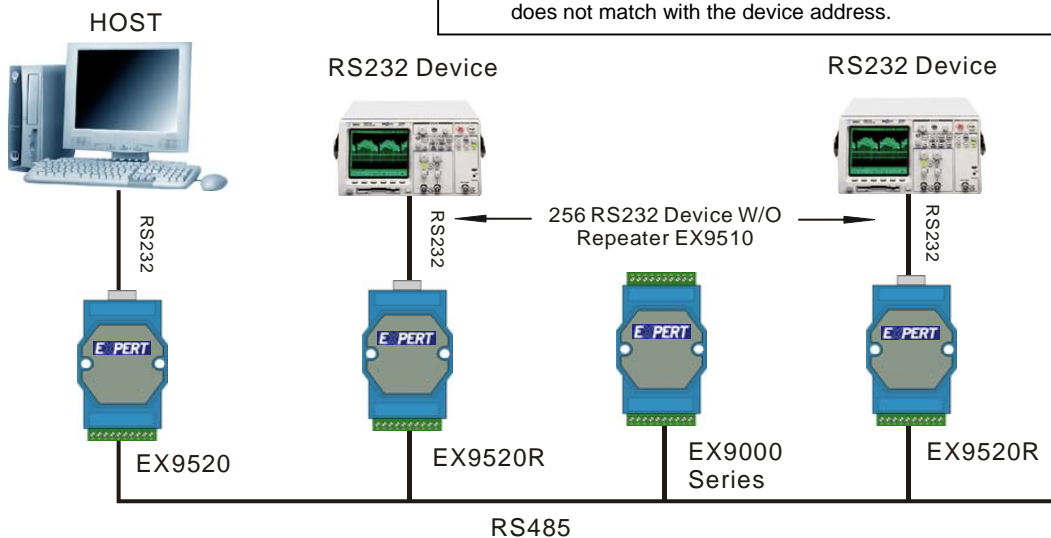 does not match with the device address.
HOST
RS232 Device
RS232 Device
RS232
RS232
256 RS232 Device W/O
Repeater EX9510
RS232
EXPERT
EXPERT
EXPERT
EXPERT
EX9520
EX9520R
EX9000
Series
EX9520R
RS485